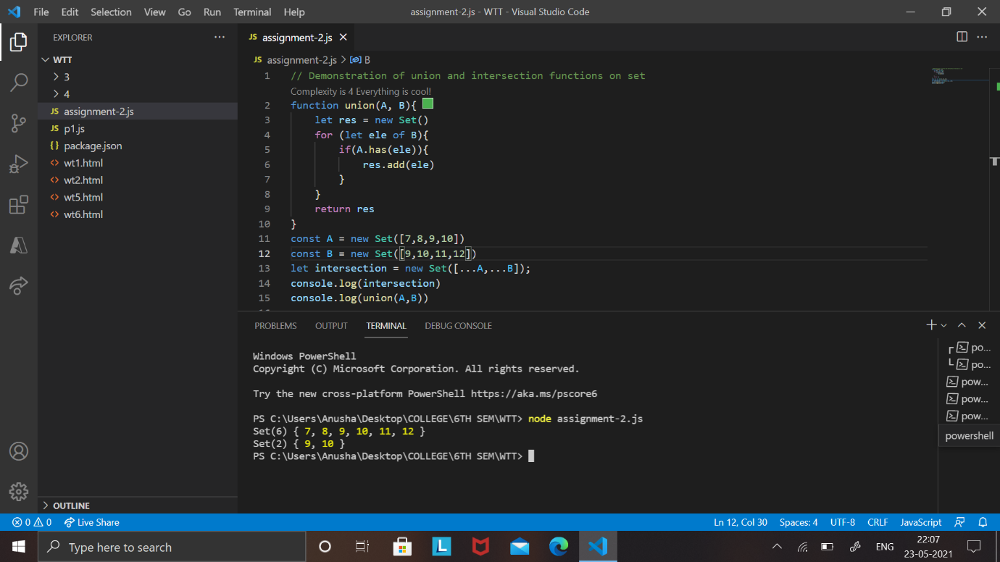 File Edit Selection View Go Run Terminal Help
assignment-2.js - WTT - Visual Studio Code
EXPLORER
WTT
3
4
JS assignment-2.js
JS p1.js
{} package.json
<> wt1.html
<> wt2.html
<> wt5.html
<> wt6.html
OUTLINE
JS assignment-2.js
JS assignment-2.js > B
1 // Demonstration of union and intersection functions on set
Complexity is 4 Everything is cool!
2 function union(A, B){
3 let res = new Set()
4 for (let ele of B){
5 if(A.has(ele)){
6 res.add(ele)
7 }
8 }
9 return res
10 }
11 const A = new Set([7,8,9,10])
12 const B = new Set([9,10,11,12])
13 let intersection = new Set([...A,...B]);
14 console.log(intersection)
15 console.log(union(A,B))
PROBLEMS OUTPUT TERMINAL DEBUG CONSOLE
Windows PowerShell
Copyright (C) Microsoft Corporation. All rights reserved.
Try the new cross-platform PowerShell https://aka.ms/pscore6
PS C:\Users\Anusha\Desktop\COLLEGE\6TH SEM\WTT> node assignment-2.js
Set(6) { 7, 8, 9, 10, 11, 12 }
Set(2) { 9, 10 }
PS C:\Users\Anusha\Desktop\COLLEGE\6TH SEM\WTT>
po...
po...
pow...
pow...
pow...
powershell
0 0 Live Share
Ln 12, Col 30 Spaces: 4 UTF-8 CRLF JavaScript
Type here to search
L
ENG
22:07
23-05-2021